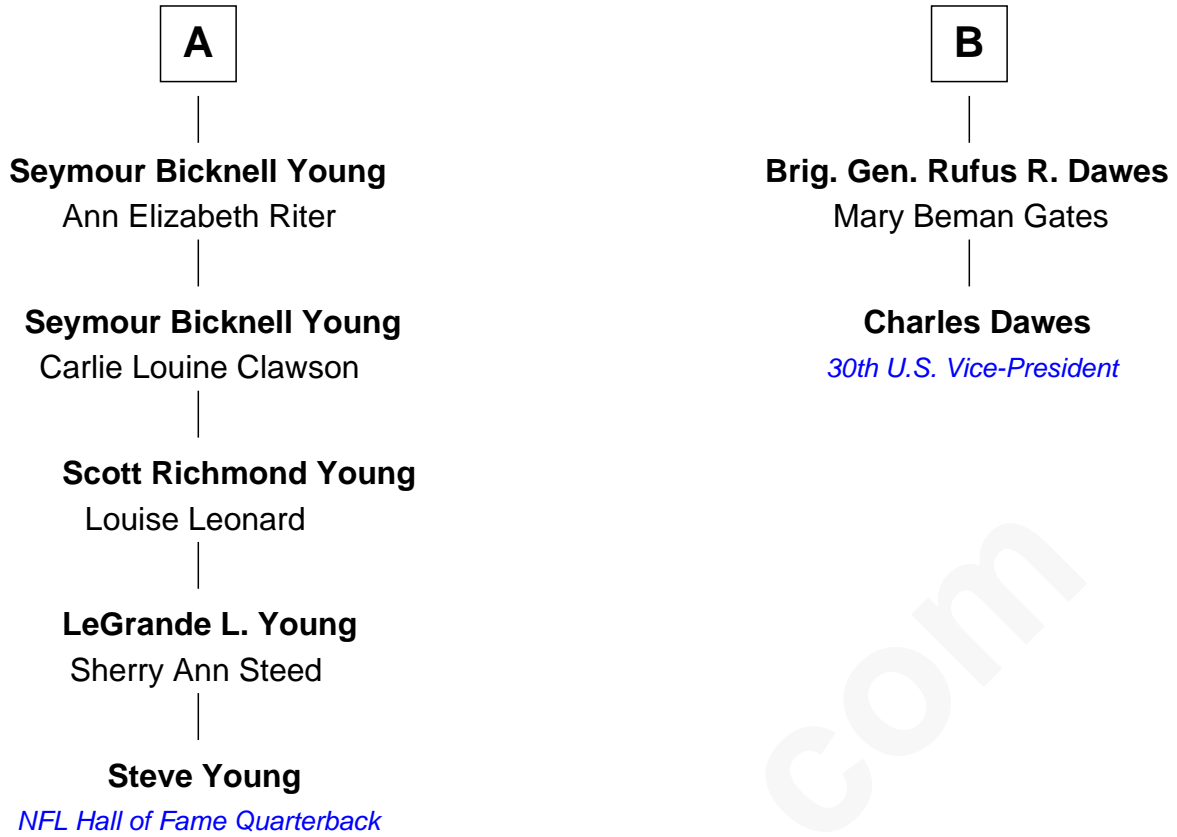 A
Seymour Bicknell Young
Ann Elizabeth Riter
Seymour Bicknell Young
Carlie Louine Clawson
Scott Richmond Young
Louise Leonard
LeGrande L. Young
Sherry Ann Steed
Steve Young
NFL Hall of Fame Quarterback
B
Brig. Gen. Rufus R. Dawes
Mary Beman Gates
Charles Dawes
30th U.S. Vice-President
com